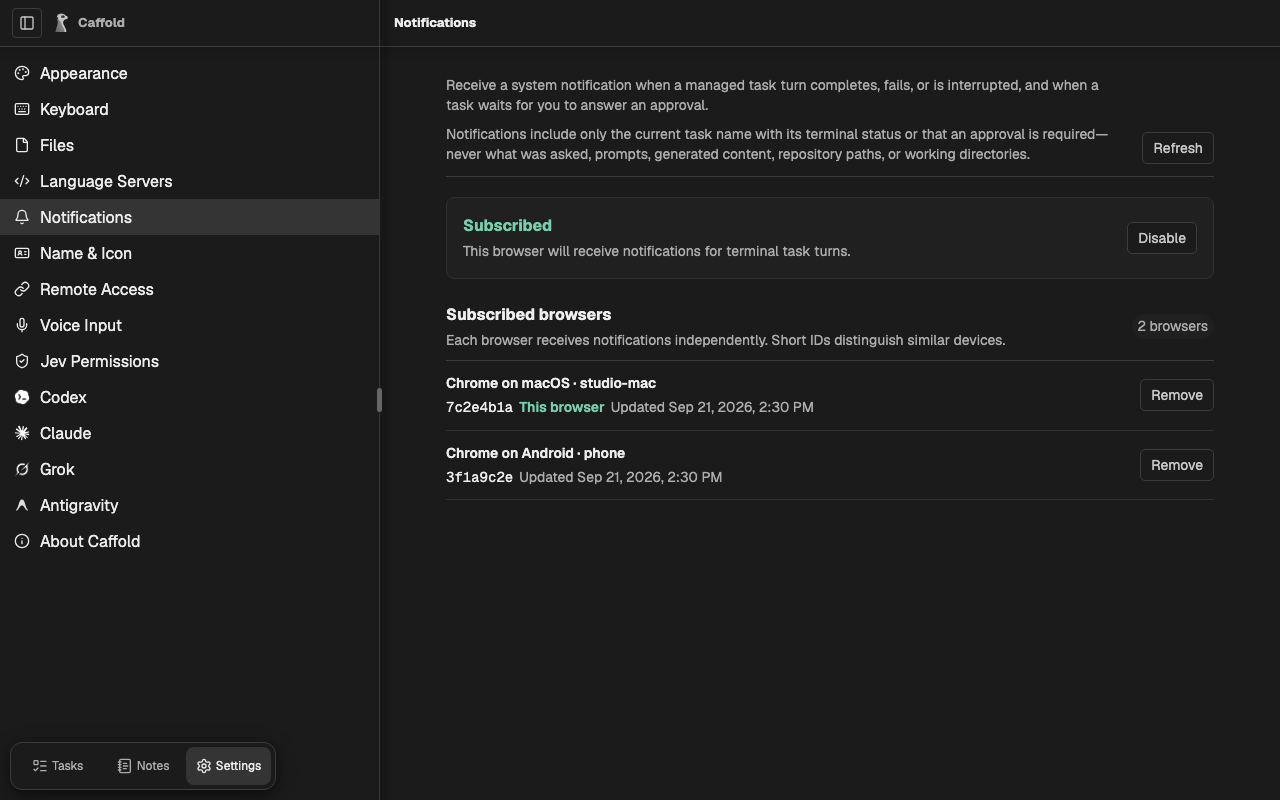 Caffold
Notifications
Appearance
Keyboard
Files
Language Servers
Notifications
Name & Icon
Remote Access
Voice Input
Jev Permissions
Codex
Claude
Grok
Antigravity
About Caffold
Tasks
Notes
Settings
Receive a system notification when a managed task turn completes, fails, or is interrupted, and when a
task waits for you to answer an approval.
Notifications include only the current task name with its terminal status or that an approval is required—
never what was asked, prompts, generated content, repository paths, or working directories.
Refresh
Subscribed
This browser will receive notifications for terminal task turns.
Disable
Subscribed browsers
Each browser receives notifications independently. Short IDs distinguish similar devices.
2 browsers
Chrome on macOS · studio-mac
7c2e4b1a This browser Updated Sep 21, 2026, 2:30 PM
Remove
Chrome on Android · phone
3f1a9c2e Updated Sep 21, 2026, 2:30 PM
Remove